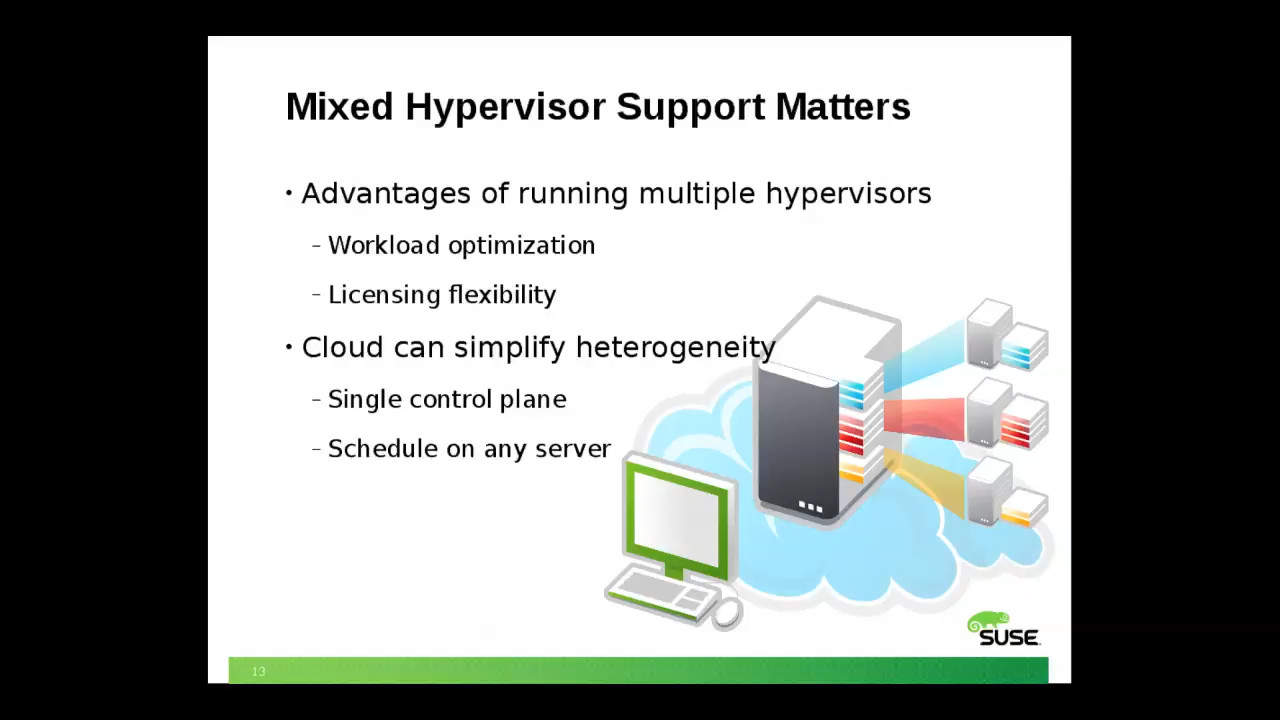 Mixed Hypervisor Support Matters
• Advantages of running multiple hypervisors
– Workload optimization
– Licensing flexibility
• Cloud can simplify heterogeneity
– Single control plane
– Schedule on any server
SUSE
13